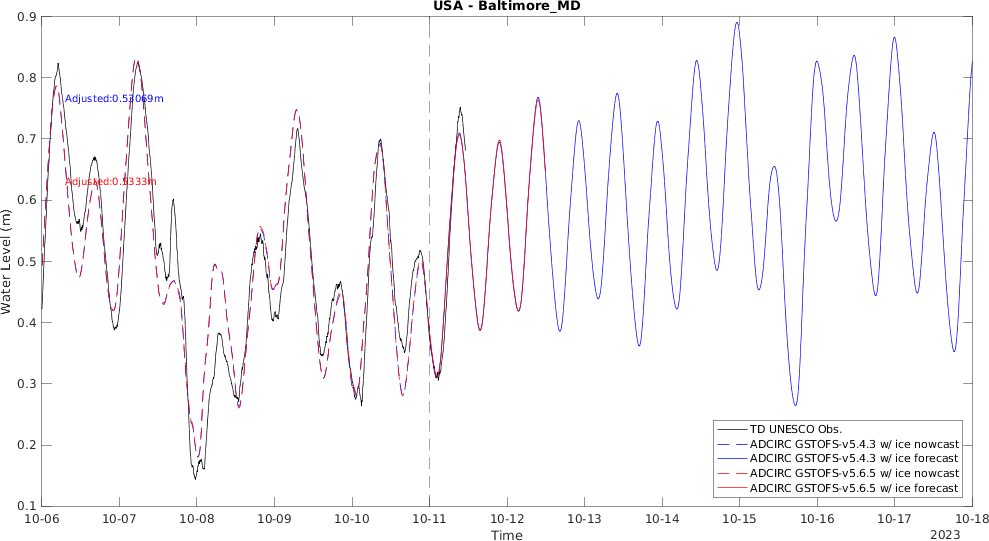 USA - Baltimore_MD
0.9
0.8
0.7
0.6
0.5
0.4
0.3
0.2
0.1
Water Level (m)
Adjusted:0.53069m
Adjusted:0.5333m
TD UNESCO Obs.
ADCIRC GSTOFS-v5.4.3 w/ ice nowcast
ADCIRC GSTOFS-v5.4.3 w/ ice forecast
ADCIRC GSTOFS-v5.6.5 w/ ice nowcast
ADCIRC GSTOFS-v5.6.5 w/ ice forecast
10-06 10-07 10-08 10-09 10-10 10-11 10-12 10-13 10-14 10-15 10-16 10-17 10-18
Time
2023